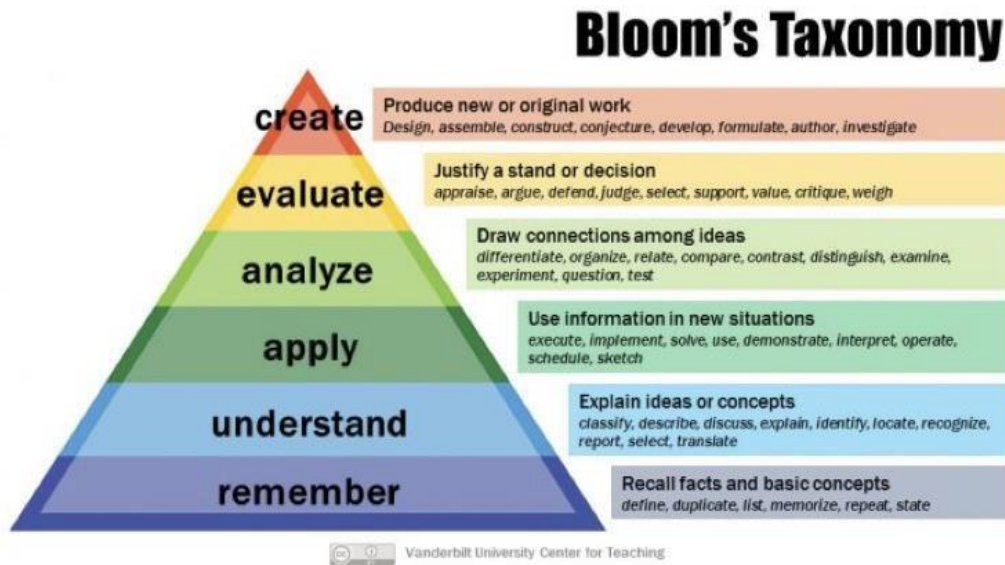 Bloom's Taxonomy
create
Produce new or original work
Design, assemble, construct, conjecture, develop, formulate, author, investigate
evaluate
Justify a stand or decision
appraise, argue, defend, judge, select, support, value, critique, weigh
analyze
Draw connections among ideas
differentiate, organize, relate, compare, contrast, distinguish, examine,
experiment, question, test
apply
Use information in new situations
execute, implement, solve, use, demonstrate, interpret, operate,
schedule, sketch
understand
Explain ideas or concepts
classify, describe, discuss, explain, identify, locate, recognize,
report, select, translate
remember
Recall facts and basic concepts
define, duplicate, list, memorize, repeat, state
cc
Vanderbilt University Center for Teaching